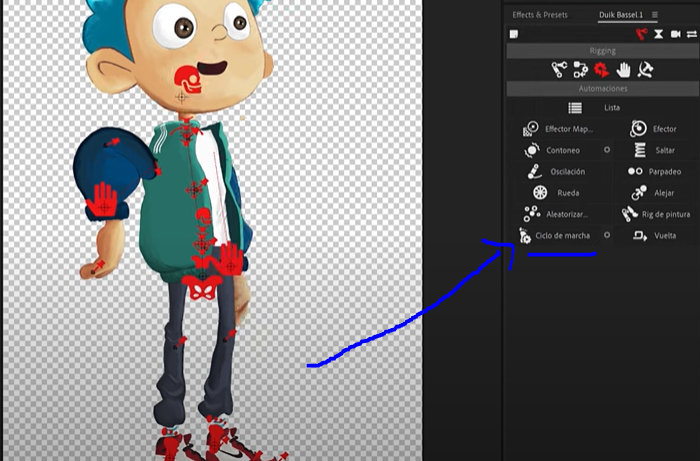 Effects & Presets Duik Bassel.1
Rigging
Automaciones
Lista
Effector Map... Efector
Contoneo Saltar
Oscilación Parpadeo
Rueda Alejar
Aleatorizar... Rig de pintura
Ciclo de marcha Vuelta